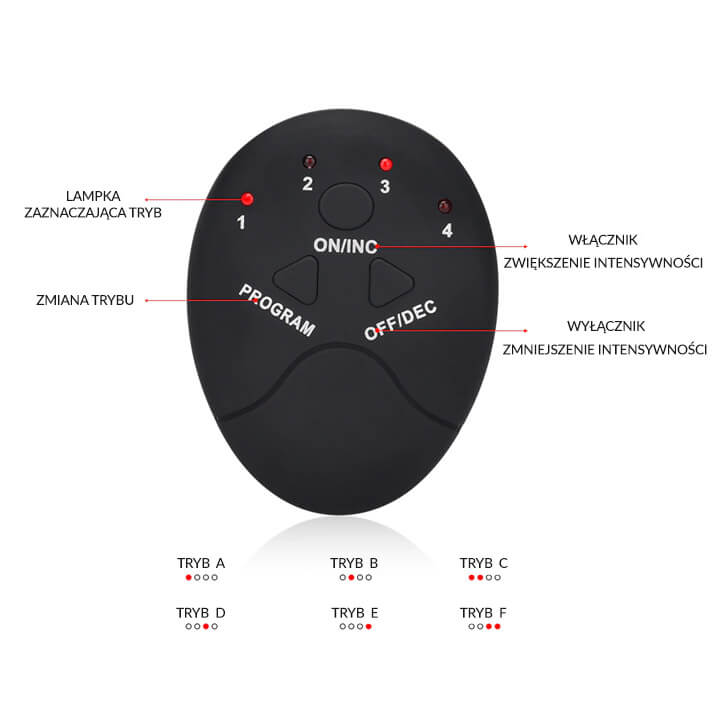 2
3
1
4
ON/INC
PROGRAM
OFF/DEC
LAMPKA
ZAZNACZAJĄCA TRYB
ZMIANA TRYBU
WŁĄCZNIK
ZWIĘKSZENIE INTENSYWNOŚCI
WYŁĄCZNIK
ZMNIEJSZENIE INTENSYWNOŚCI
TRYB A
TRYB B
TRYB C
TRYB D
TRYB E
TRYB F